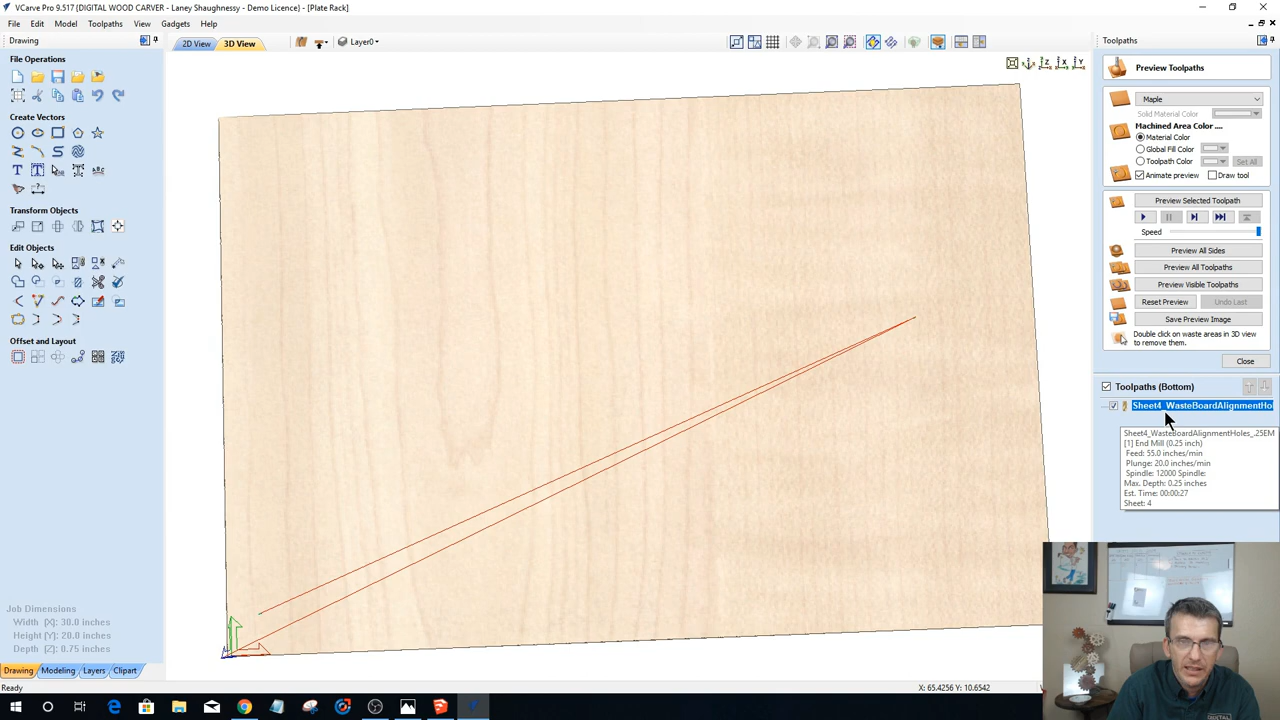 VCarve Pro 9.517 {DIGITAL WOOD CARVER - Laney Shaughnessy - Demo Licence} - [Plate Rack]
File Edit Model Toolpaths View Gadgets Help
Drawing
2D View 3D View Layer0
Toolpaths
File Operations
Create Vectors
Transform Objects
Edit Objects
Offset and Layout
Job Dimensions
Width (X): 30.0 inches
Height (Y): 20.0 inches
Depth (Z): 0.75 inches
Drawing Modeling Layers Clipart
Ready
X: 65.4256 Y: 10.6542
Preview Toolpaths
Maple
Solid Material Color
Machined Area Color ....
Material Color
Global Fill Color
Toolpath Color Set All
Animate preview Draw tool
Preview Selected Toolpath
Speed
Preview All Sides
Preview All Toolpaths
Preview Visible Toolpaths
Reset Preview Undo Last
Save Preview Image
Double click on waste areas in 3D view
to remove them.
Close
Toolpaths (Bottom)
Sheet4_WasteBoardAlignmentHo
Sheet4_WasteBoardAlignmentHoles_.25EM
[1] End Mill (0.25 inch)
Feed: 55.0 inches/min
Plunge: 20.0 inches/min
Spindle: 12000 Spindle:
Max. Depth: 0.25 inches
Est. Time: 00:00:27
Sheet: 4